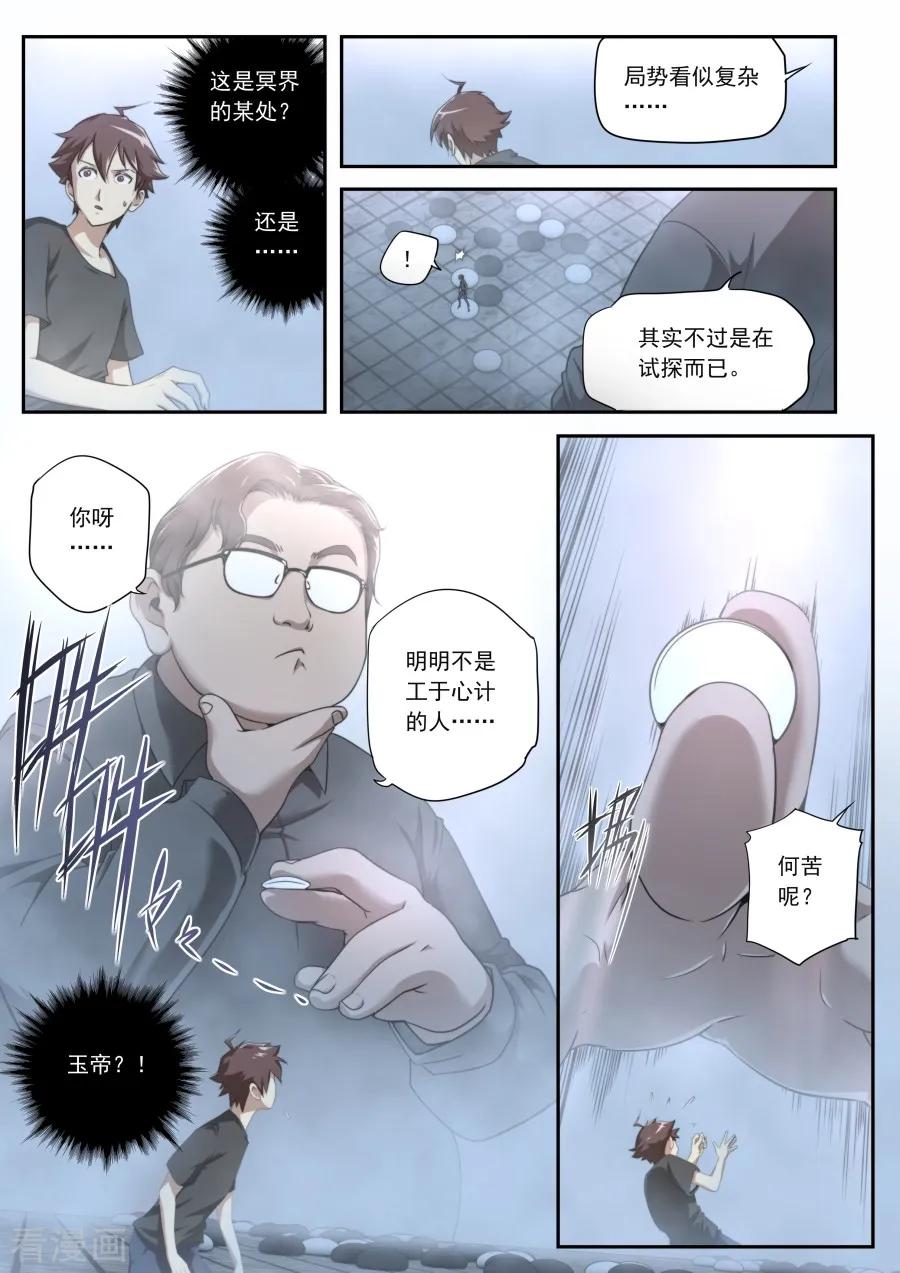 这是冥界
的某处？
还是
……
局势看似复杂
……
！
其实不过是在
试探而已。
你呀
……
明明不是
工于心计
的人……
何苦
呢？
玉帝？！
看漫画